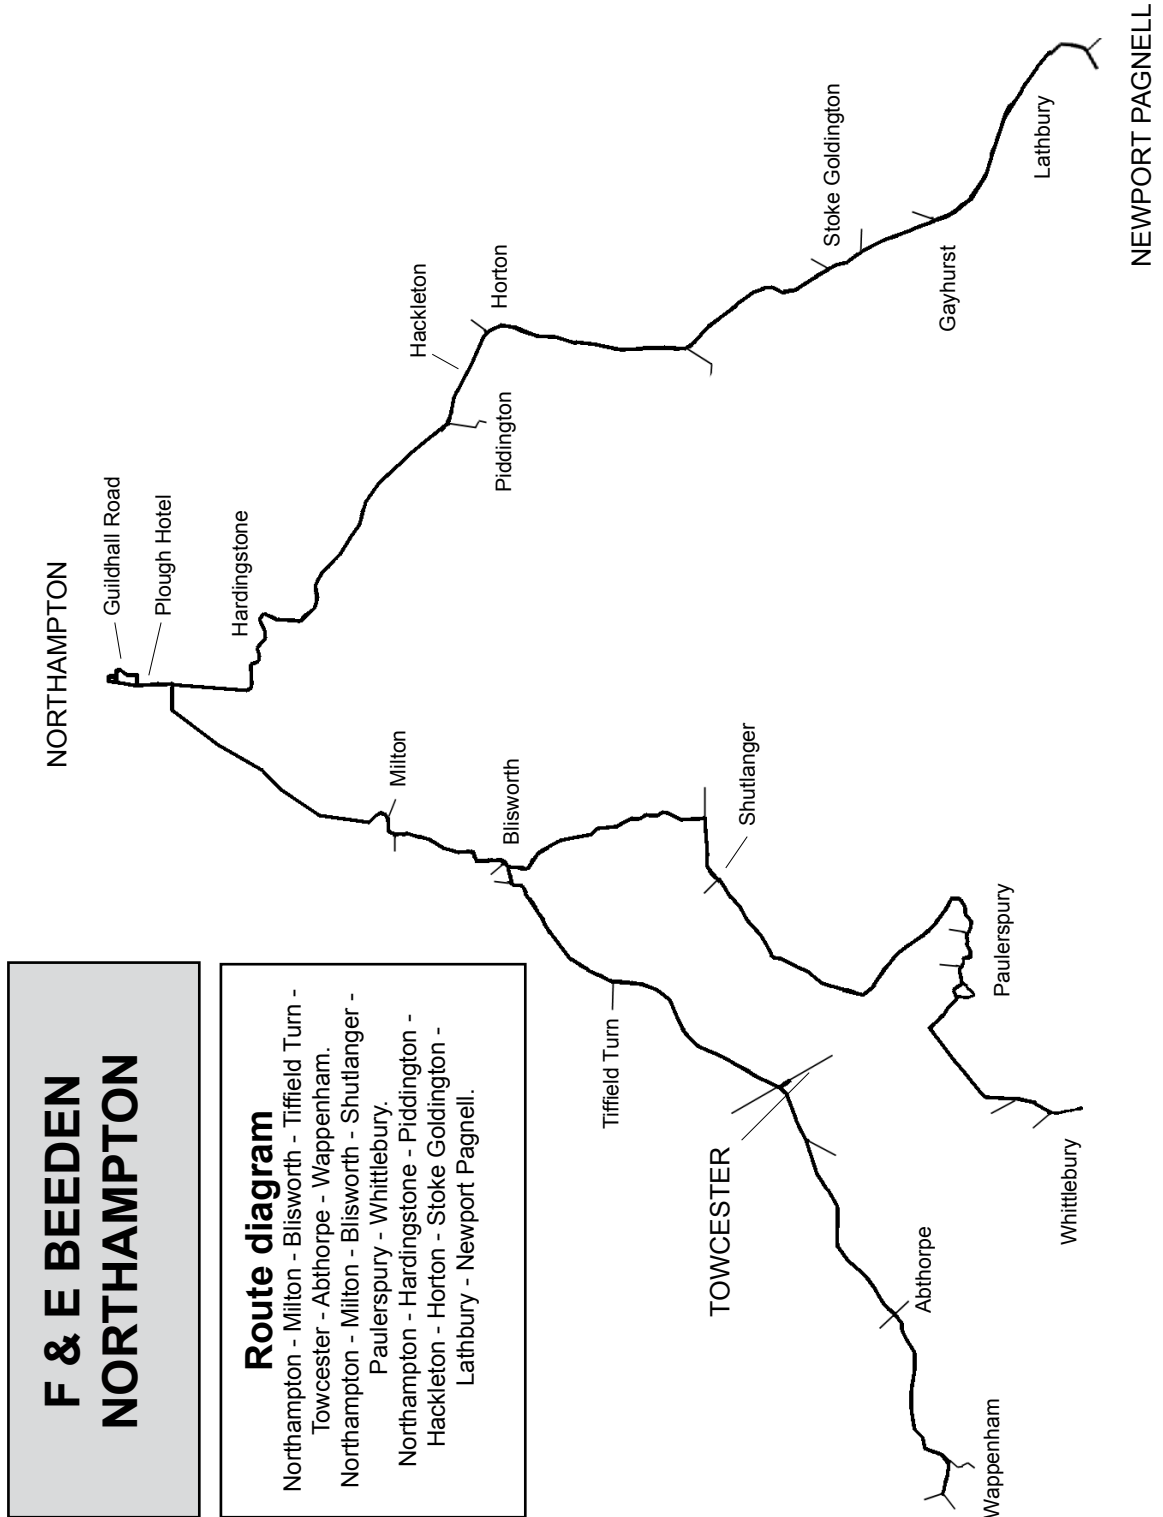 F & E BEEDEN
NORTHAMPTON
Route diagram
Northampton - Milton - Blisworth - Tiffield Turn -
Towcester - Abthorpe - Wappenham.
Northampton - Milton - Blisworth - Shutlanger -
Paulerspury - Whittlebury.
Northampton - Hardingstone - Piddington -
Hackleton - Horton - Stoke Goldington -
Lathbury - Newport Pagnell.
NORTHAMPTON
Guildhall Road
Plough Hotel
Hardingstone
Hackleton
Horton
Piddington
Stoke Goldington
Gayhurst
Lathbury
NEWPORT PAGNELL
Milton
Blisworth
Shutlanger
Tiffield Turn
Paulerspury
TOWCESTER
Whittlebury
Abthorpe
Wappenham